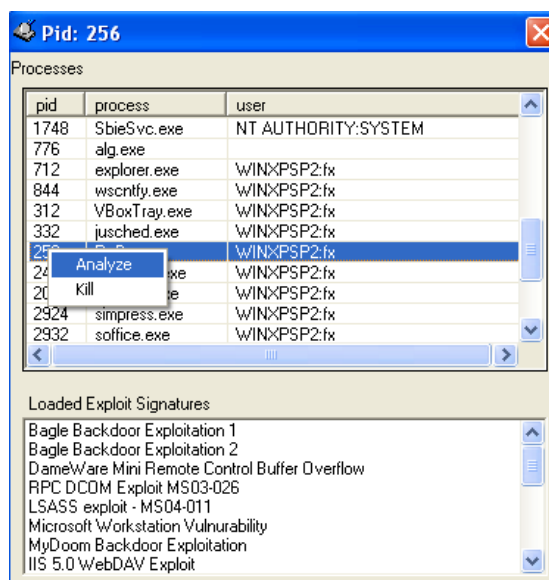 Pid: 256
Processes
pid process user
1748 SbieSvc.exe NT AUTHORITY:SYSTEM
776 alg.exe
712 explorer.exe WINXPSP2:fx
844 wscntfy.exe WINXPSP2:fx
312 VBoxTray.exe WINXPSP2:fx
332 jusched.exe WINXPSP2:fx
WINXPSP2:fx
Analyze
WINXPSP2:fx
Kill
WINXPSP2:fx
2924 simpress.exe WINXPSP2:fx
2932 soffice.exe WINXPSP2:fx
Loaded Exploit Signatures
Bagle Backdoor Exploitation 1
Bagle Backdoor Exploitation 2
DameWare Mini Remote Control Buffer Overflow
RPC DCOM Exploit MS03-026
LSASS exploit - MS04-011
Microsoft Workstation Vulnurability
MyDoom Backdoor Exploitation
IIS 5.0 WebDAV Exploit